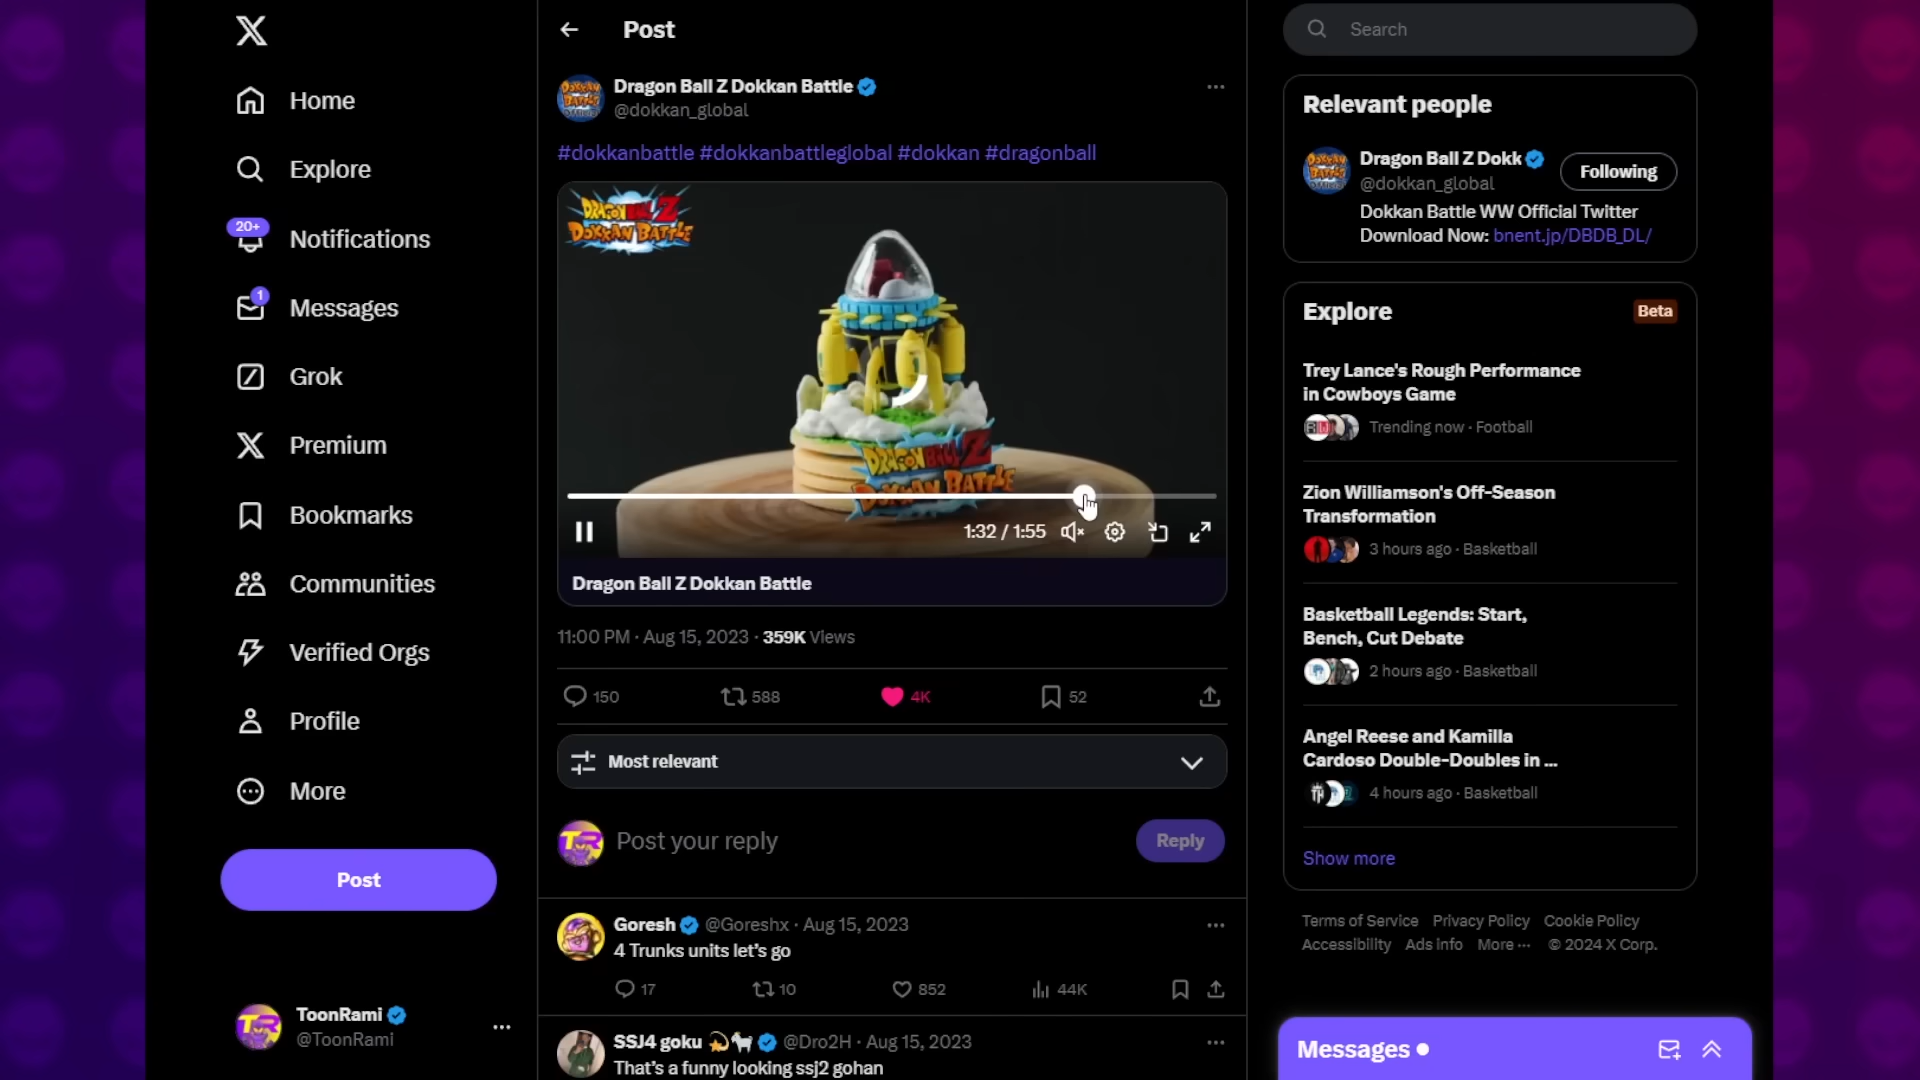 Home
Explore
20+
Notifications
1
Messages
Grok
Premium
Bookmarks
Communities
Verified Orgs
Profile
More
Post
ToonRami
@ToonRami
Post
Dragon Ball Z Dokkan Battle
@dokkan_global
#dokkanbattle #dokkanbattleglobal #dokkan #dragonball
DRAGON BALL Z
DOKKAN BATTLE
DRAGON BALL Z
DOKKAN BATTLE
1:32 / 1:55
Dragon Ball Z Dokkan Battle
11:00 PM · Aug 15, 2023 · 359K Views
150
588
4K
52
Most relevant
TR
Post your reply
Reply
Goresh @Goreshx · Aug 15, 2023
4 Trunks units let's go
17
10
852
44K
SSJ4 goku 💫🐐 @Dro2H · Aug 15, 2023
That's a funny looking ssj2 gohan
Search
Relevant people
Dragon Ball Z Dokk
@dokkan_global
Following
Dokkan Battle WW Official Twitter
Download Now: bnent.jp/DBDB_DL/
Explore
Beta
Trey Lance's Rough Performance
in Cowboys Game
Trending now · Football
Zion Williamson's Off-Season
Transformation
3 hours ago · Basketball
Basketball Legends: Start,
Bench, Cut Debate
2 hours ago · Basketball
Angel Reese and Kamilla
Cardoso Double-Doubles in ...
4 hours ago · Basketball
Show more
Terms of Service Privacy Policy Cookie Policy
Accessibility Ads info More ··· © 2024 X Corp.
Messages